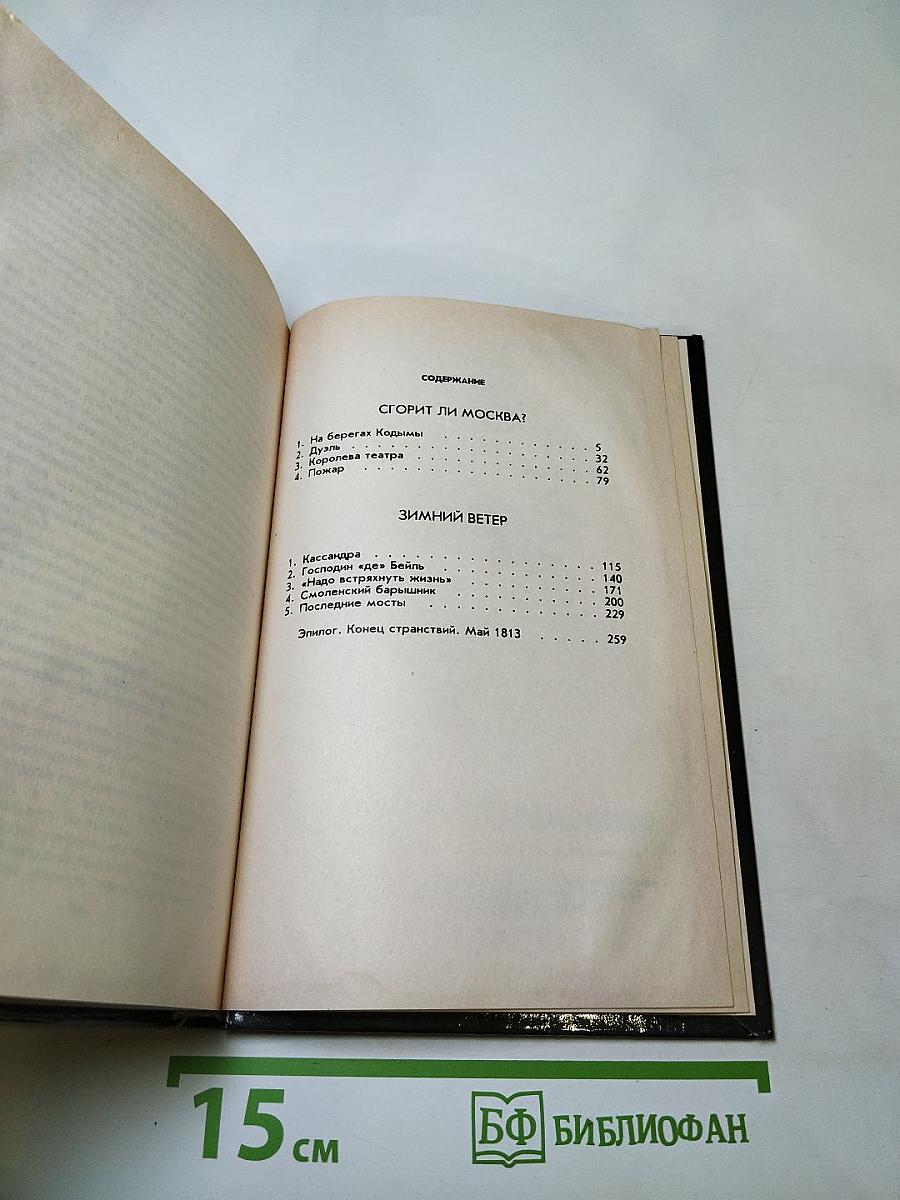 СОДЕРЖАНИЕ
СГОРИТ ЛИ МОСКВА?
1. На берегах Кодымы . . . . . . . . . . . . 5
2. Дуэль . . . . . . . . . . . . . . . . . . 32
3. Королева театра . . . . . . . . . . . . . 62
4. Пожар . . . . . . . . . . . . . . . . . . 79
ЗИМНИЙ ВЕТЕР
1. Кассандра . . . . . . . . . . . . . . . . 115
2. Господин «де» Бейль . . . . . . . . . . . 140
3. «Надо встряхнуть жизнь» . . . . . . . . . 171
4. Смоленский барышник . . . . . . . . . . . 200
5. Последние мосты . . . . . . . . . . . . . 229
Эпилог. Конец странствий. Май 1813 . . . . . 259
15 см
БФ БИБЛИОФАН